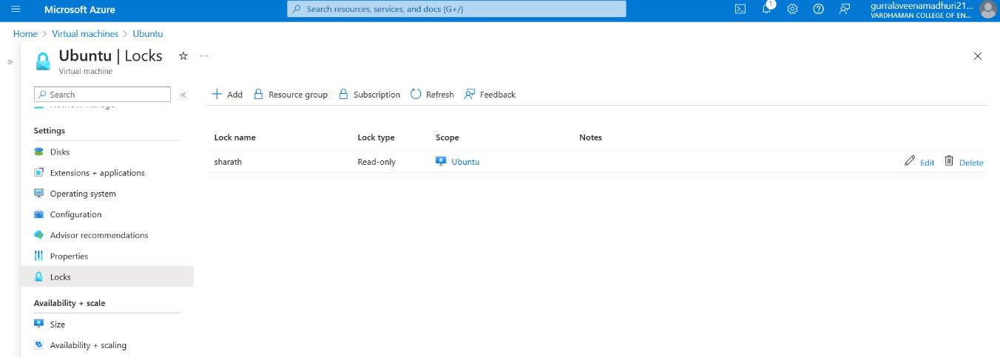 Microsoft Azure
Search resources, services, and docs (G+/)
1
gurralaveenamadhuri21...
VARDHAMAN COLLEGE OF EN...
Home > Virtual machines > Ubuntu
Ubuntu | Locks
Virtual machine
Search
Network manager
Settings
Disks
Extensions + applications
Operating system
Configuration
Advisor recommendations
Properties
Locks
Availability + scale
Size
Availability + scaling
Add Resource group Subscription Refresh Feedback
Lock name Lock type Scope Notes
sharath Read-only Ubuntu Edit Delete